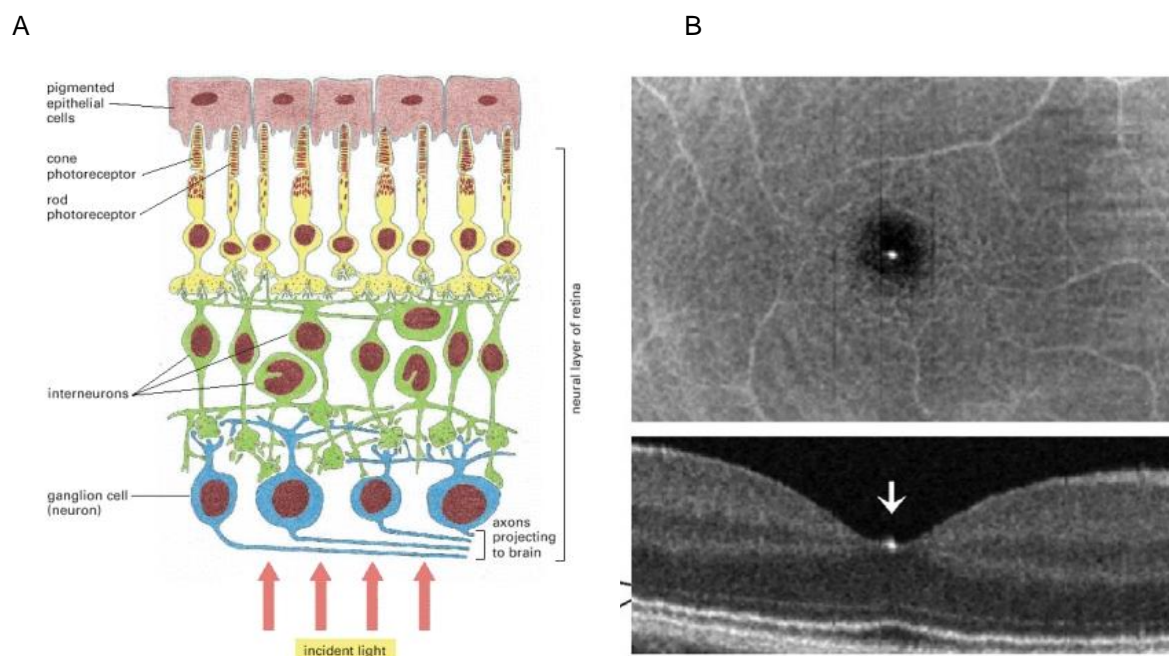 A
B
pigmented
epithelial
cells
cone
photoreceptor
rod
photoreceptor
interneurons
neural layer of retina
ganglion cell
(neuron)
axons
projecting
to brain
incident light